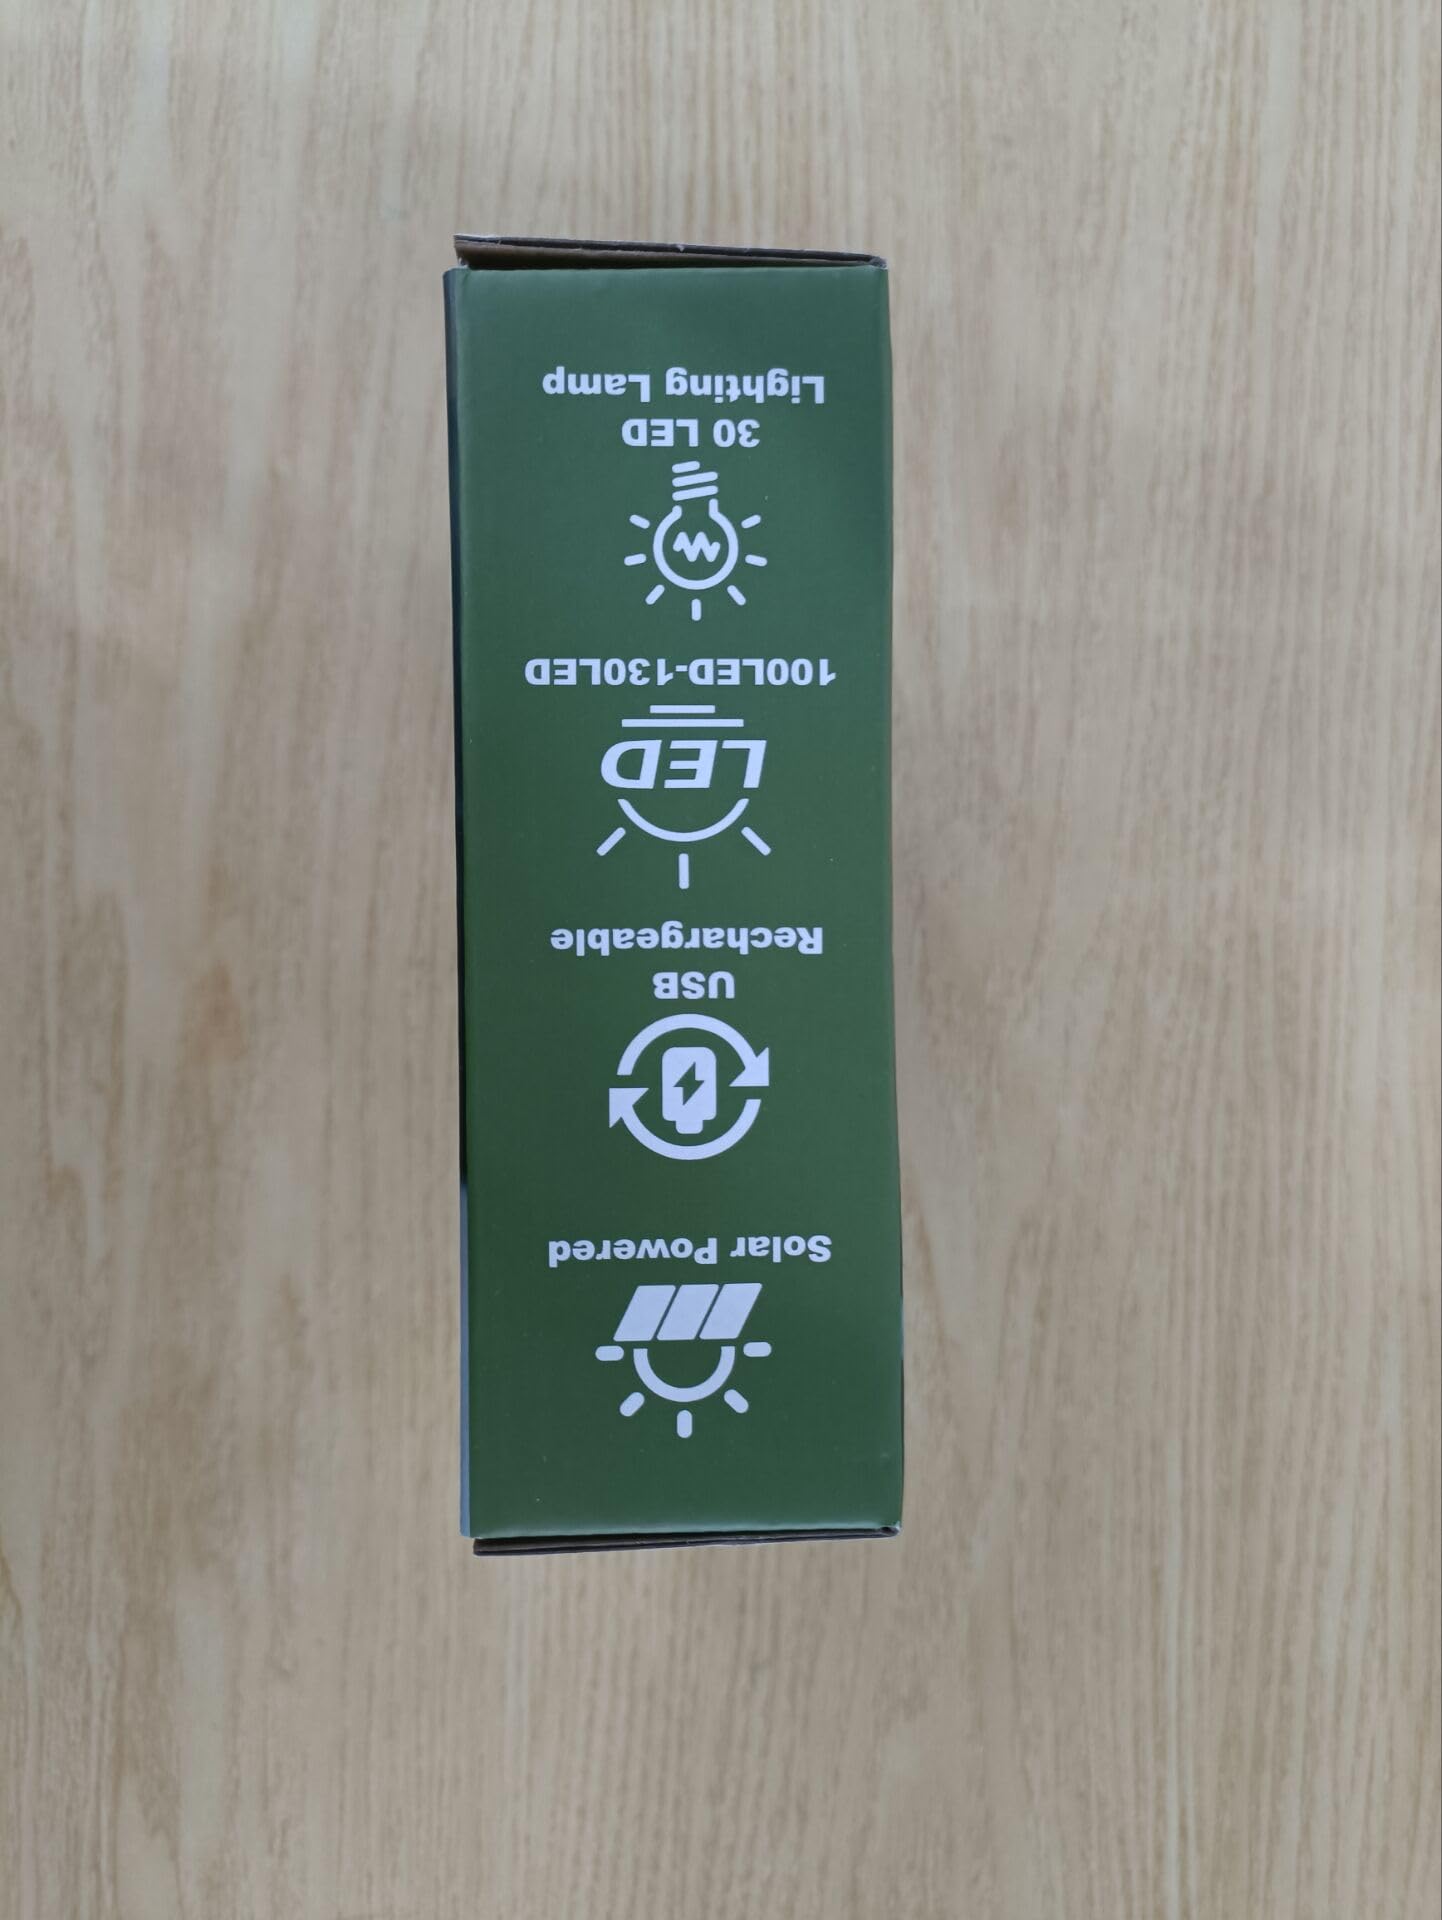 Solar Powered
USB
Rechargeable
LED
100LED-130LED
30 LED
Lighting Lamp